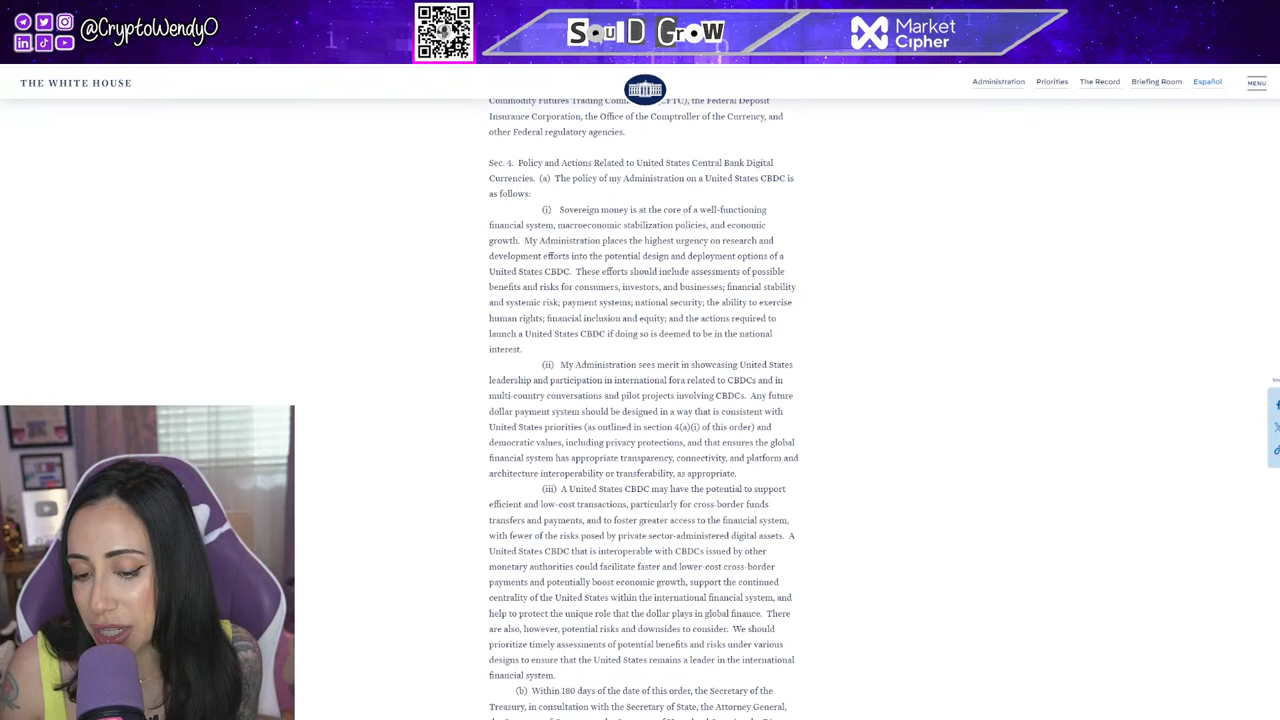 @CryptoWendyO
SquiD GroW
Market
Cipher
THE WHITE HOUSE
Administration
Priorities
The Record
Briefing Room
Español
MENU
Commodity Futures Trading (CFTC), the Federal Deposit
Insurance Corporation, the Office of the Comptroller of the Currency, and
other Federal regulatory agencies.
Sec. 4. Policy and Actions Related to United States Central Bank Digital
Currencies. (a) The policy of my Administration on a United States CBDC is
as follows:
(i) Sovereign money is at the core of a well-functioning
financial system, macroeconomic stabilization policies, and economic
growth. My Administration places the highest urgency on research and
development efforts into the potential design and deployment options of a
United States CBDC. These efforts should include assessments of possible
benefits and risks for consumers, investors, and businesses; financial stability
and systemic risk; payment systems; national security; the ability to exercise
human rights; financial inclusion and equity; and the actions required to
launch a United States CBDC if doing so is deemed to be in the national
interest.
(ii) My Administration sees merit in showcasing United States
leadership and participation in international fora related to CBDCs and in
multi-country conversations and pilot projects involving CBDCs. Any future
dollar payment system should be designed in a way that is consistent with
United States priorities (as outlined in section 4(a)(i) of this order) and
democratic values, including privacy protections, and that ensures the global
financial system has appropriate transparency, connectivity, and platform and
architecture interoperability or transferability, as appropriate.
(iii) A United States CBDC may have the potential to support
efficient and low-cost transactions, particularly for cross-border funds
transfers and payments, and to foster greater access to the financial system,
with fewer of the risks posed by private sector-administered digital assets. A
United States CBDC that is interoperable with CBDCs issued by other
monetary authorities could facilitate faster and lower-cost cross-border
payments and potentially boost economic growth, support the continued
centrality of the United States within the international financial system, and
help to protect the unique role that the dollar plays in global finance. There
are also, however, potential risks and downsides to consider. We should
prioritize timely assessments of potential benefits and risks under various
designs to ensure that the United States remains a leader in the international
financial system.
(b) Within 180 days of the date of this order, the Secretary of the
Treasury, in consultation with the Secretary of State, the Attorney General,